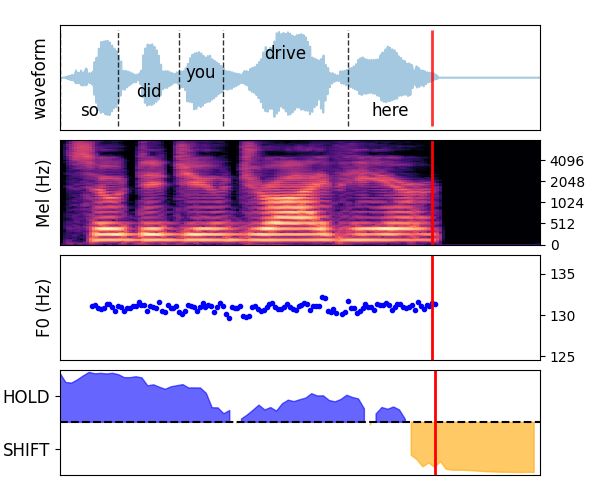 waveform
so
did
you
drive
here
Mel (Hz)
4096
2048
1024
512
0
F0 (Hz)
135
130
125
HOLD
SHIFT